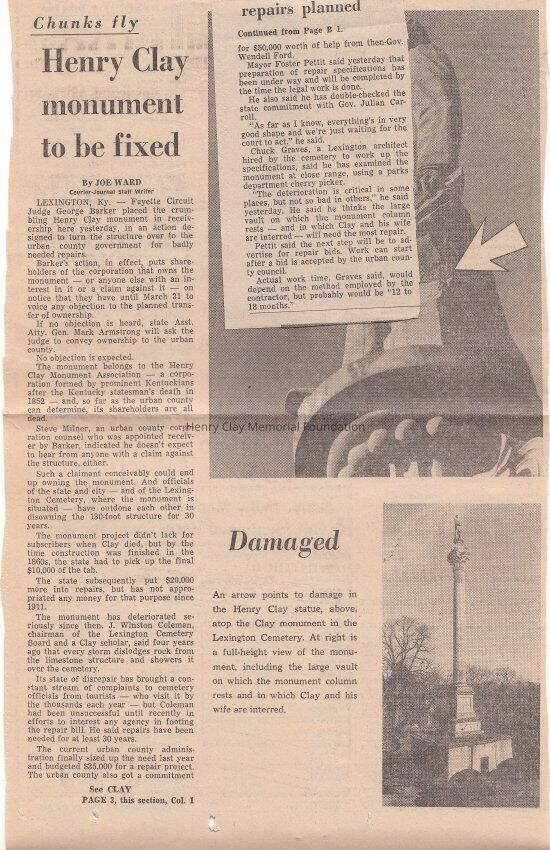 Chunks fly
Henry Clay
monument
to be fixed
By JOE WARD
Courier-Journal Staff Writer
LEXINGTON, Ky. — Fayette Circuit
Judge George Barker placed the crum-
bling Henry Clay monument in receiv-
ership here yesterday, in an action de-
signed to turn the structure over to the
urban county government for badly
needed repairs.
Barker's action, in effect, puts share-
holders of the corporation that owns the
monument — or anyone else with an in-
terest in it or a claim against it — on
notice that they have until March 31 to
voice any objection to the planned trans-
fer of ownership.
If no objection is heard, state Asst.
Atty. Gen. Mark Armstrong will ask the
judge to convey ownership to the urban
county.
No objection is expected.
The monument belongs to the Henry
Clay Monument Association — a corpo-
ration formed by prominent Kentuckians
after the Kentucky statesman's death in
1852 — and, so far as the urban county
can determine, its shareholders are all
dead.
Steve Milner, an urban county corpo-
ration counsel who was appointed receiv-
er by Barker, indicated he doesn't expect
to hear from anyone with a claim against
the structure, either.
Such a claimant conceivably could end
up owning the monument. And officials
of the state and city — and of the Lexing-
ton Cemetery, where the monument is
situated — have outdone each other in
disowning the 130-foot structure for 30
years.
The monument project didn't lack for
subscribers when Clay died, but by the
time construction was finished in the
1860s, the state had to pick up the final
$10,000 of the tab.
The state subsequently put $20,000
more into repairs, but has not appro-
priated any money for that purpose since
1911.
The monument has deteriorated se-
riously since then. J. Winston Coleman,
chairman of the Lexington Cemetery
Board and a Clay scholar, said four years
ago that every storm dislodges rock from
the limestone structure and showers it
over the cemetery.
Its state of disrepair has brought a con-
stant stream of complaints to cemetery
officials from tourists — who visit it by
the thousands each year — but Coleman
had been unsuccessful until recently in
efforts to interest any agency in footing
the repair bill. He said repairs have been
needed for at least 30 years.
The current urban county adminis-
tration finally sized up the need last year
and budgeted $35,000 for a repair project.
The urban county also got a commitment
See CLAY
PAGE 3, this section, Col. 1
repairs planned
Continued from Page B 1.
for $50,000 worth of help from then-Gov.
Wendell Ford.
Mayor Foster Pettit said yesterday that
preparation of repair specifications has
been under way and will be completed by
the time the legal work is done.
He also said he has double-checked the
state commitment with Gov. Julian Car-
roll.
"As far as I know, everything's in very
good shape and we're just waiting for the
court to act," he said.
Chuck Graves, a Lexington architect
hired by the cemetery to work up the
specifications, said he has examined the
monument at close range, using a parks
department cherry picker.
"The deterioration is critical in some
places, but not so bad in others," he said
yesterday. He said he thinks the large
vault on which the monument column
rests — and in which Clay and his wife
are interred — will need the most repair.
Pettit said the next step will be to ad-
vertise for repair bids. Work can start
after a bid is accepted by the urban coun-
ty council.
Actual work time, Graves said, would
depend on the method employed by the
contractor, but probably would be "12 to
18 months."
Henry Clay Memorial Foundation
Damaged
An arrow points to damage in
the Henry Clay statue, above,
atop the Clay monument in the
Lexington Cemetery. At right is
a full-height view of the monu-
ment, including the large vault
on which the monument column
rests and in which Clay and his
wife are interred.